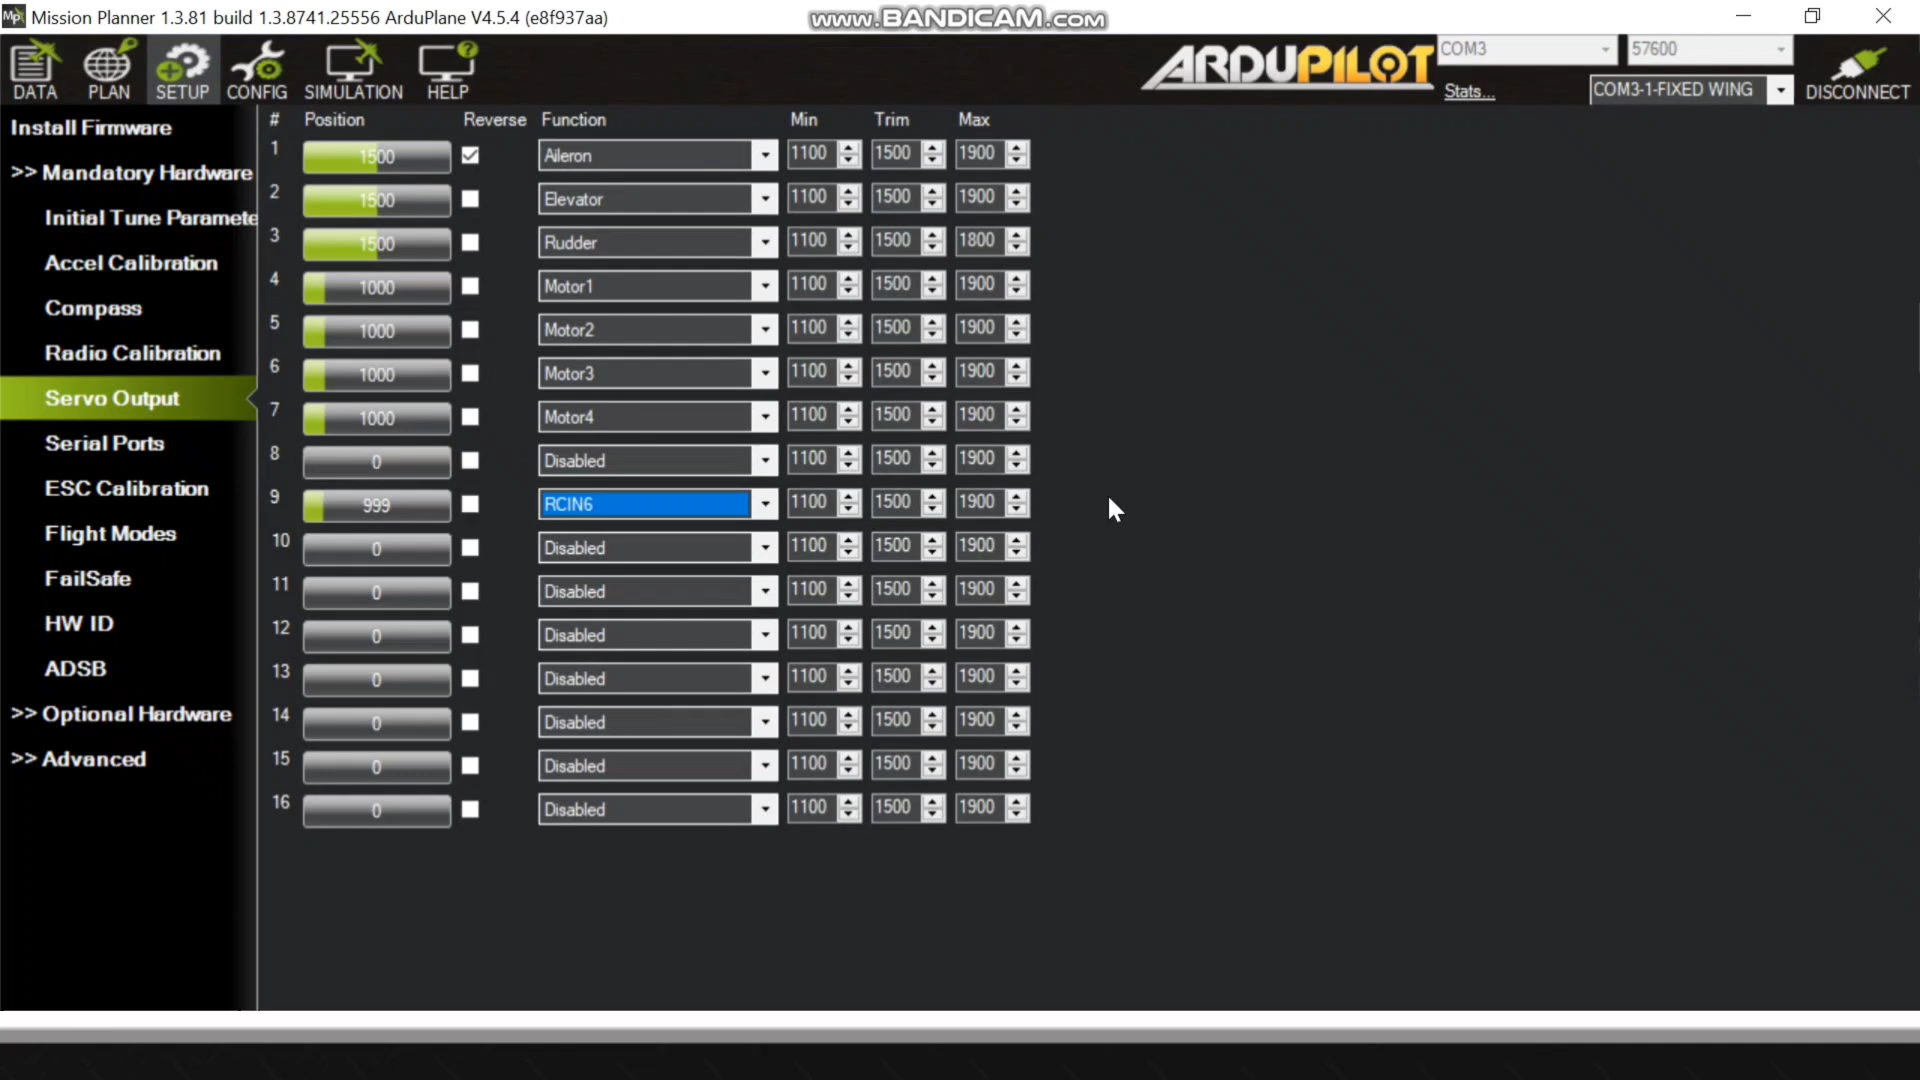 Mission Planner 1.3.81 build 1.3.8741.25556 ArduPlane V4.5.4 (e8f937aa)
www.BANDICAM.com
DATA PLAN SETUP CONFIG SIMULATION HELP
ARDUPILOT
COM3 57600
Stats... COM3-1-FIXED WING DISCONNECT
Install Firmware
>> Mandatory Hardware
Initial Tune Paramete
Accel Calibration
Compass
Radio Calibration
Servo Output
Serial Ports
ESC Calibration
Flight Modes
FailSafe
HW ID
ADSB
>> Optional Hardware
>> Advanced
# Position Reverse Function Min Trim Max
1 1500 Aileron 1100 1500 1900
2 1500 Elevator 1100 1500 1900
3 1500 Rudder 1100 1500 1800
4 1000 Motor1 1100 1500 1900
5 1000 Motor2 1100 1500 1900
6 1000 Motor3 1100 1500 1900
7 1000 Motor4 1100 1500 1900
8 0 Disabled 1100 1500 1900
9 999 RCIN6 1100 1500 1900
10 0 Disabled 1100 1500 1900
11 0 Disabled 1100 1500 1900
12 0 Disabled 1100 1500 1900
13 0 Disabled 1100 1500 1900
14 0 Disabled 1100 1500 1900
15 0 Disabled 1100 1500 1900
16 0 Disabled 1100 1500 1900